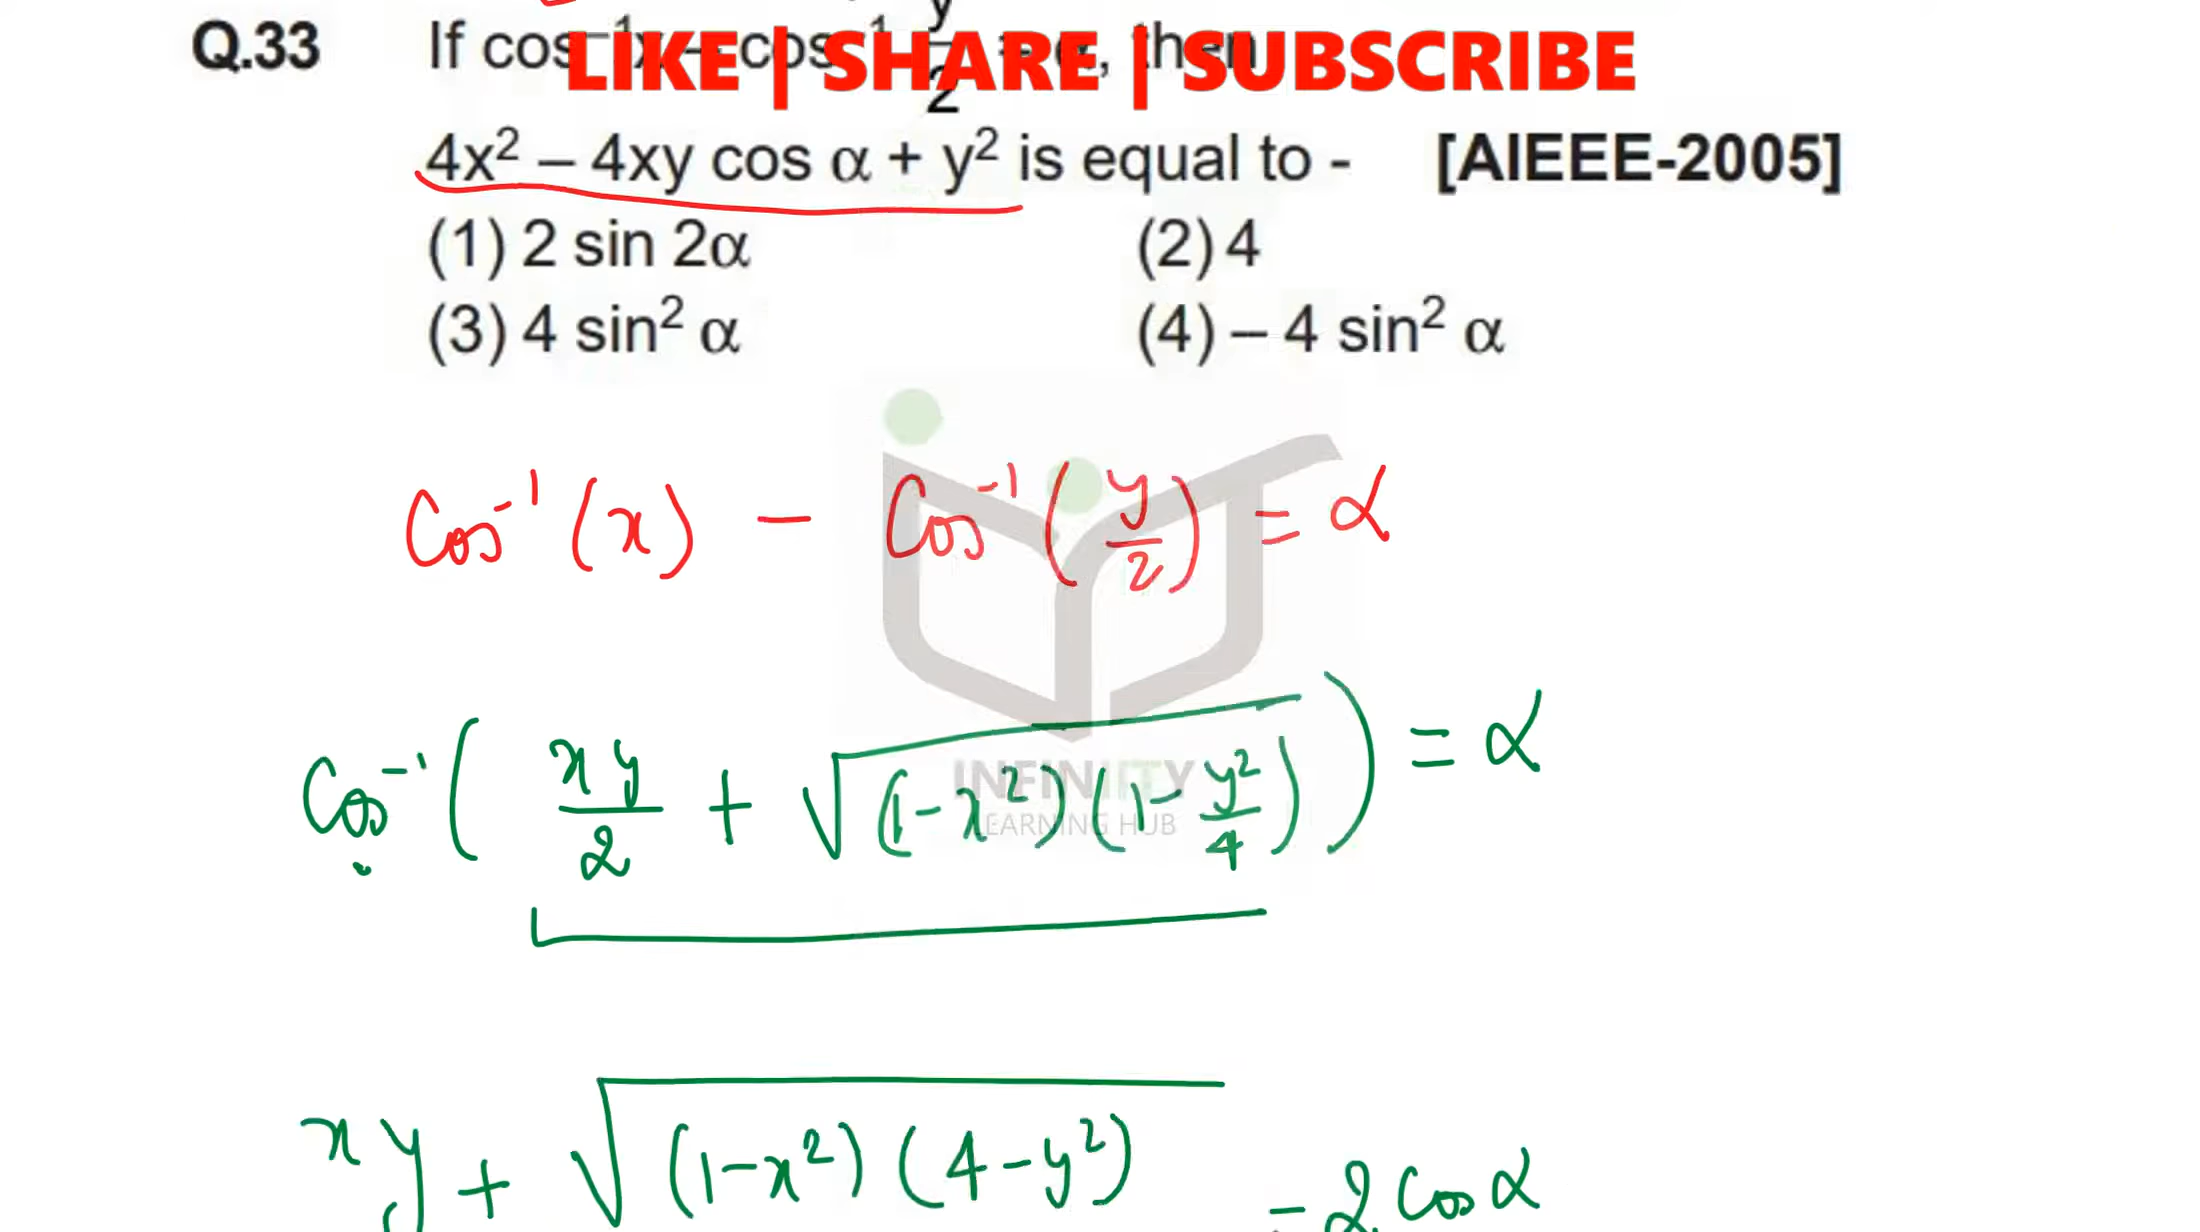 Q.33 If cos⁻¹x – cos⁻¹ y/2 = α, then
LIKE | SHARE | SUBSCRIBE
4x² – 4xy cos α + y² is equal to - [AIEEE-2005]
(1) 2 sin 2α (2) 4
(3) 4 sin² α (4) – 4 sin² α
Cos⁻¹(x) – Cos⁻¹(y/2) = α
Cos⁻¹(xy/2 + √(1-x²)(1-y²/4)) = α
INFINIITY
LEARNING HUB
xy + √(1-x²)(4-y²) = 2 Cos α